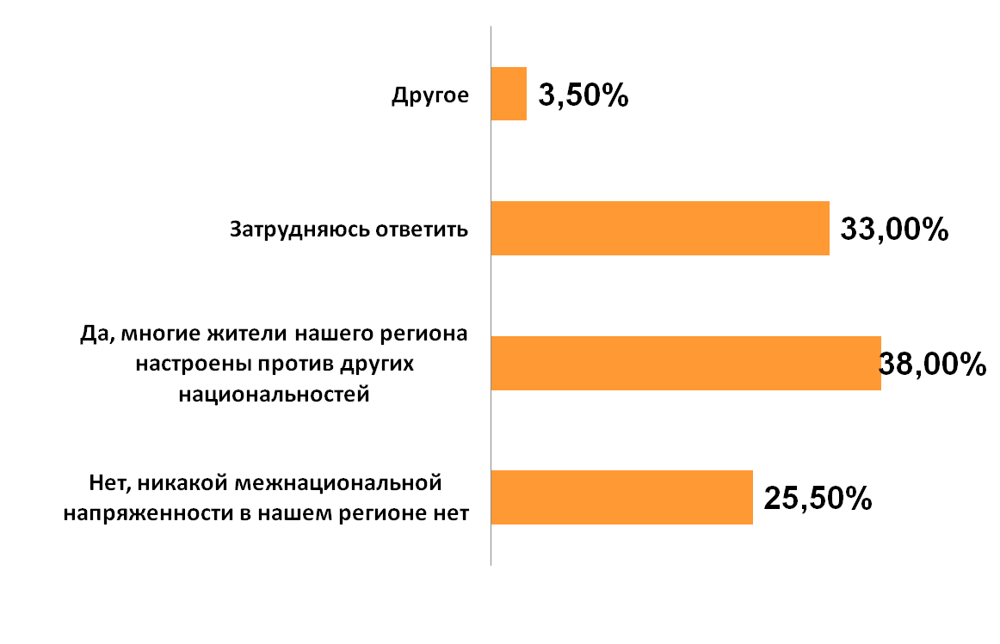 Другое
3,50%
Затрудняюсь ответить
33,00%
Да, многие жители нашего региона
настроены против других
национальностей
38,00%
Нет, никакой межнациональной
напряженности в нашем регионе нет
25,50%